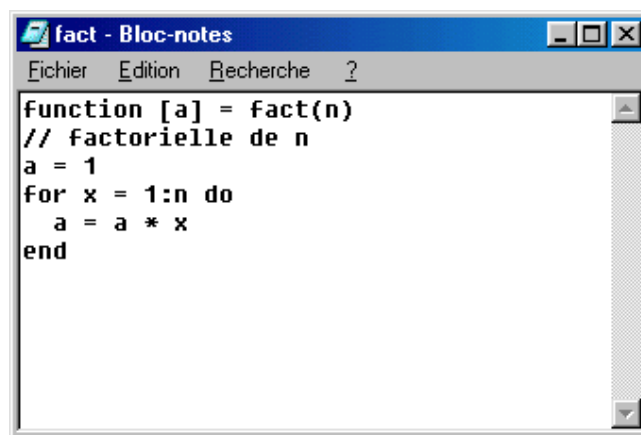 fact - Bloc-notes
Fichier Edition Recherche ?
function [a] = fact(n)
// factorielle de n
a = 1
for x = 1:n do
  a = a * x
end